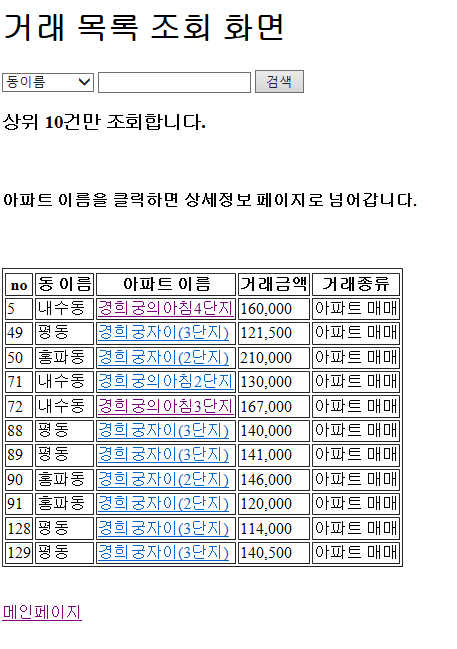 거래 목록 조회 화면
동이름 검색
상위 10건만 조회합니다.
아파트 이름을 클릭하면 상세정보 페이지로 넘어갑니다.
no 동 이름 아파트 이름 거래금액 거래종류
5 내수동 경희궁의아침4단지 160,000 아파트 매매
49 평동 경희궁자이(3단지) 121,500 아파트 매매
50 홍파동 경희궁자이(2단지) 210,000 아파트 매매
71 내수동 경희궁의아침2단지 130,000 아파트 매매
72 내수동 경희궁의아침3단지 167,000 아파트 매매
88 평동 경희궁자이(3단지) 140,000 아파트 매매
89 평동 경희궁자이(3단지) 141,000 아파트 매매
90 홍파동 경희궁자이(2단지) 146,000 아파트 매매
91 홍파동 경희궁자이(2단지) 120,000 아파트 매매
128 평동 경희궁자이(3단지) 114,000 아파트 매매
129 평동 경희궁자이(3단지) 140,500 아파트 매매
메인페이지